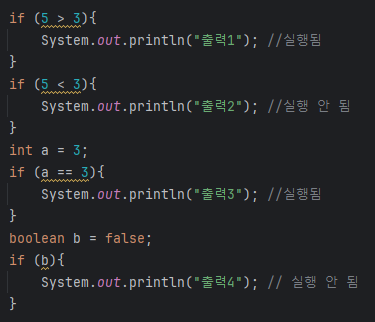 if (5 > 3){
    System.out.println("출력1"); //실행됨
}
if (5 < 3){
    System.out.println("출력2"); //실행 안 됨
}
int a = 3;
if (a == 3){
    System.out.println("출력3"); //실행됨
}
boolean b = false;
if (b){
    System.out.println("출력4"); // 실행 안 됨
}